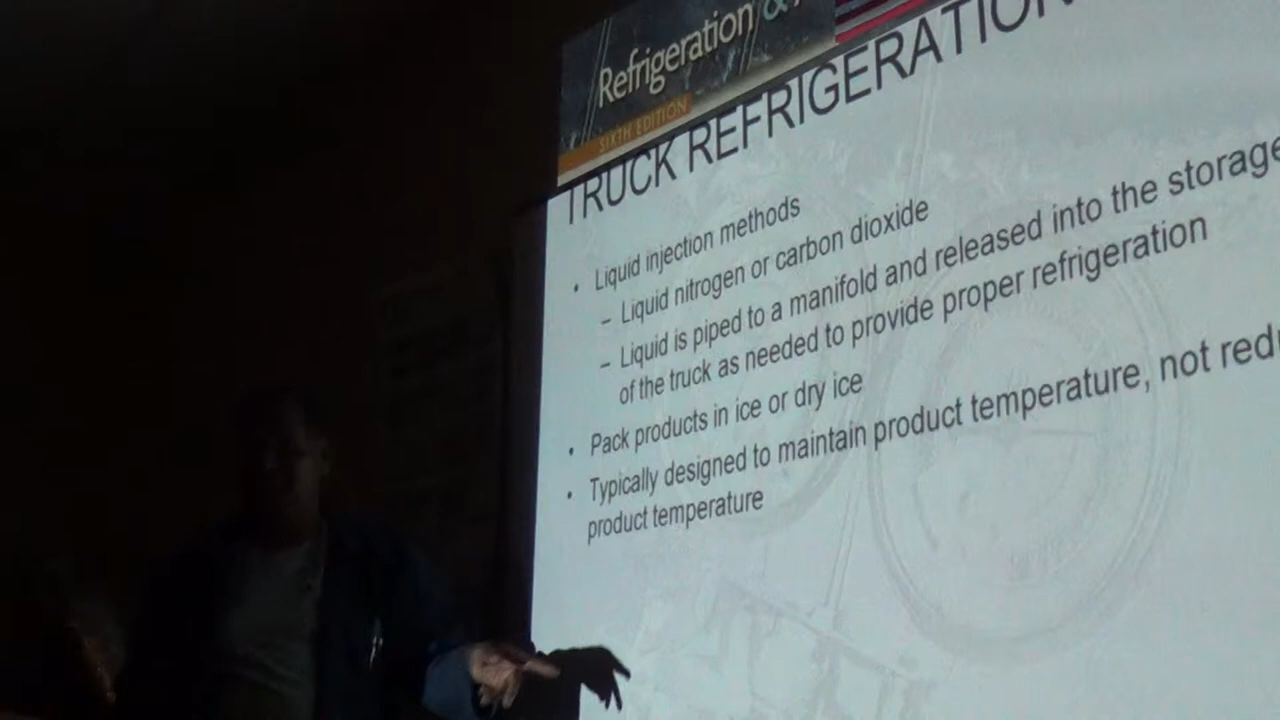 Refrigeration &
SIXTH EDITION
TRUCK REFRIGERATION
• Liquid injection methods
– Liquid nitrogen or carbon dioxide
– Liquid is piped to a manifold and released into the storage
of the truck as needed to provide proper refrigeration
• Pack products in ice or dry ice
• Typically designed to maintain product temperature, not
product temperature